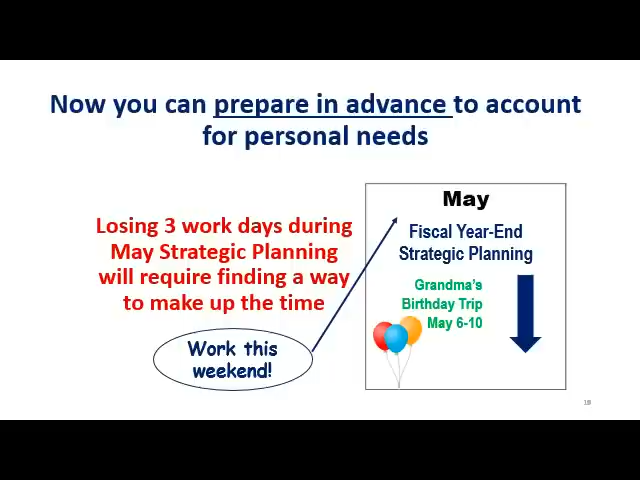 Now you can prepare in advance to account
for personal needs
Losing 3 work days during
May Strategic Planning
will require finding a way
to make up the time
Work this
weekend!
May
Fiscal Year-End
Strategic Planning
Grandma's
Birthday Trip
May 6-10